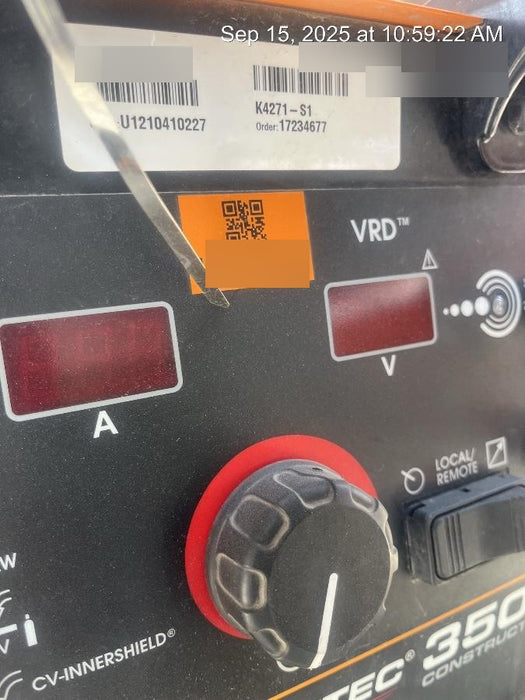 Sep 15, 2025 at 10:59:22 AM
-U1210410227
K4271-S1
Order: 17234677
VRD™
A
V
LOCAL/
REMOTE
CV-INNERSHIELD®
TEC® 350
CONSTRUCT